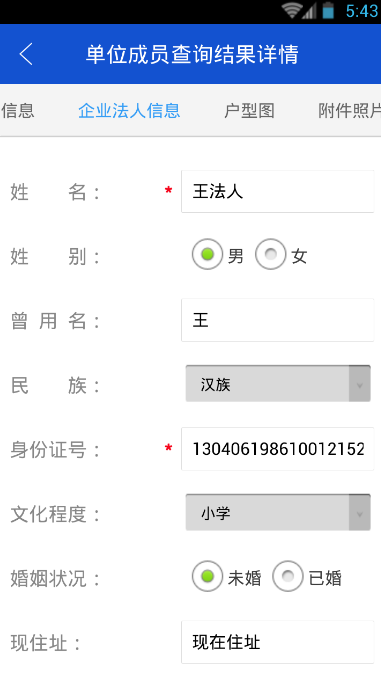 5:43
单位成员查询结果详情
信息 企业法人信息 户型图 附件照片
姓 名： * 王法人
姓 别： 男 女
曾 用 名： 王
民 族： 汉族
身份证号： * 130406198610012152
文化程度： 小学
婚姻状况： 未婚 已婚
现住址： 现在住址